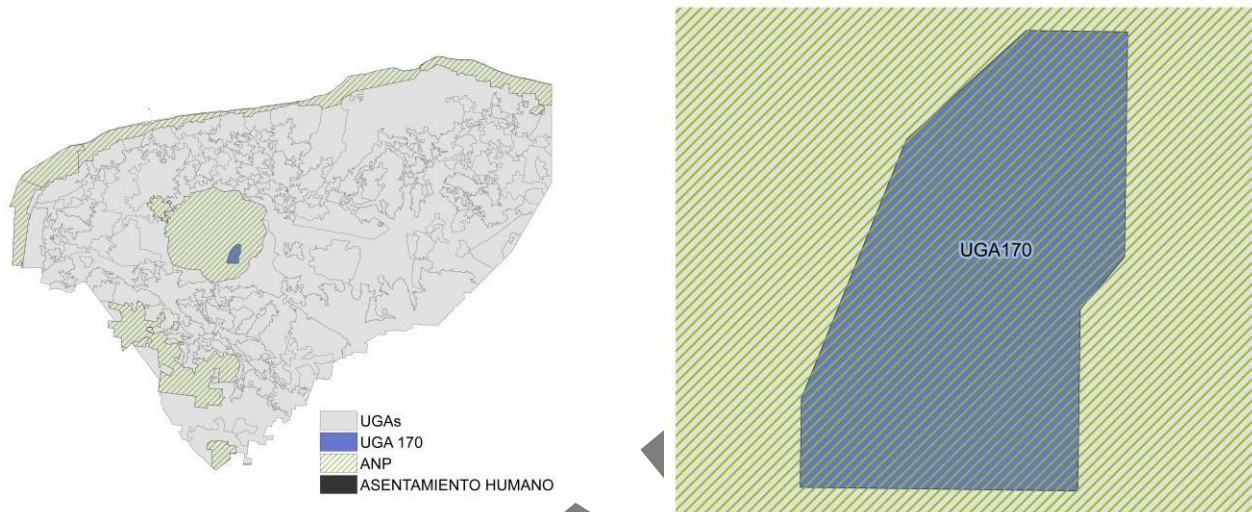 UGAs
UGA 170
ANP
ASENTAMIENTO HUMANO
UGA170